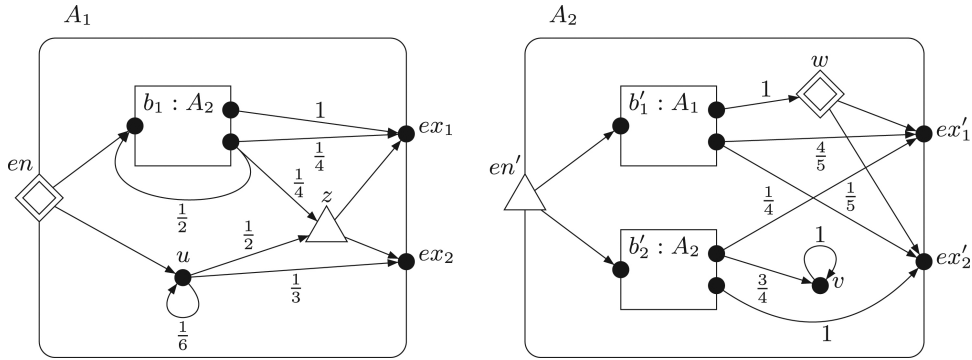 A₁
A₂
en
b₁ : A₂
1
1/4
1/4
1/2
z
ex₁
u
1/2
1/3
1/6
ex₂
en′
b′₁ : A₁
1
w
4/5
1/5
1/4
ex′₁
b′₂ : A₂
3/4
1
v
1
ex′₂